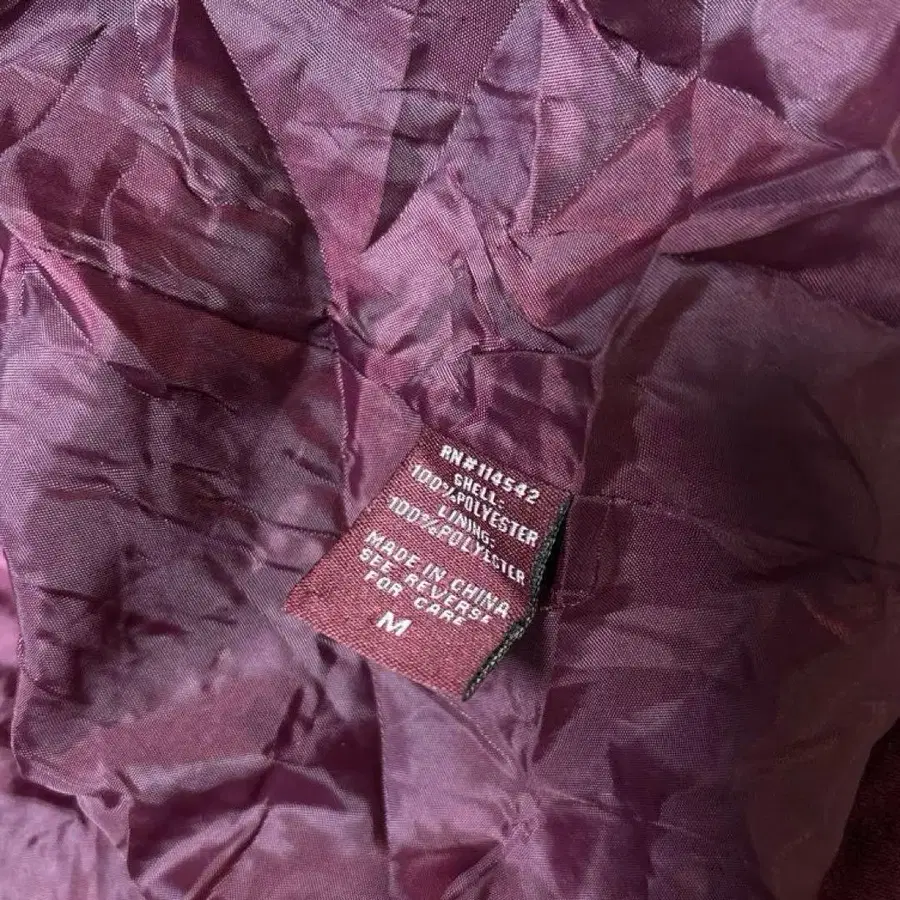 RN#114542
SHELL:
100%POLYESTER
LINING:
100%POLYESTER
MADE IN CHINA
SEE REVERSE
FOR CARE
M